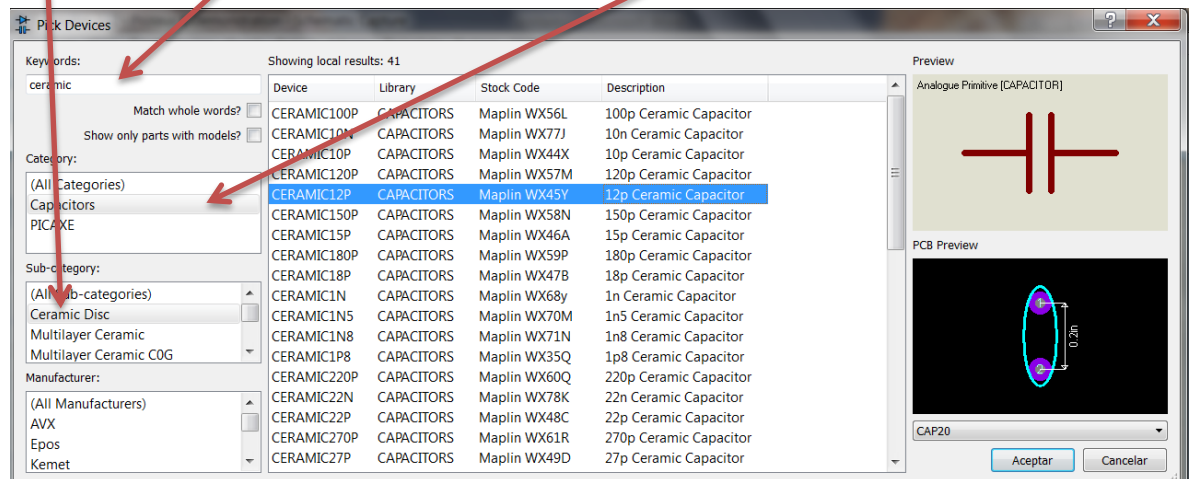 Pick Devices
Keywords:
ceramic
Match whole words?
Show only parts with models?
Category:
(All Categories)
Capacitors
PICAXE
Sub-category:
(All Sub-categories)
Ceramic Disc
Multilayer Ceramic
Multilayer Ceramic C0G
Manufacturer:
(All Manufacturers)
AVX
Epos
Kemet
Showing local results: 41
Device Library Stock Code Description
CERAMIC100P CAPACITORS Maplin WX56L 100p Ceramic Capacitor
CERAMIC10N CAPACITORS Maplin WX77J 10n Ceramic Capacitor
CERAMIC10P CAPACITORS Maplin WX44X 10p Ceramic Capacitor
CERAMIC120P CAPACITORS Maplin WX57M 120p Ceramic Capacitor
CERAMIC12P CAPACITORS Maplin WX45Y 12p Ceramic Capacitor
CERAMIC150P CAPACITORS Maplin WX58N 150p Ceramic Capacitor
CERAMIC15P CAPACITORS Maplin WX46A 15p Ceramic Capacitor
CERAMIC180P CAPACITORS Maplin WX59P 180p Ceramic Capacitor
CERAMIC18P CAPACITORS Maplin WX47B 18p Ceramic Capacitor
CERAMIC1N CAPACITORS Maplin WX68y 1n Ceramic Capacitor
CERAMIC1N5 CAPACITORS Maplin WX70M 1n5 Ceramic Capacitor
CERAMIC1N8 CAPACITORS Maplin WX71N 1n8 Ceramic Capacitor
CERAMIC1P8 CAPACITORS Maplin WX35Q 1p8 Ceramic Capacitor
CERAMIC220P CAPACITORS Maplin WX60Q 220p Ceramic Capacitor
CERAMIC22N CAPACITORS Maplin WX78K 22n Ceramic Capacitor
CERAMIC22P CAPACITORS Maplin WX48C 22p Ceramic Capacitor
CERAMIC270P CAPACITORS Maplin WX61R 270p Ceramic Capacitor
CERAMIC27P CAPACITORS Maplin WX49D 27p Ceramic Capacitor
Preview
Analogue Primitive [CAPACITOR]
PCB Preview
0.2in
CAP20
Aceptar Cancelar